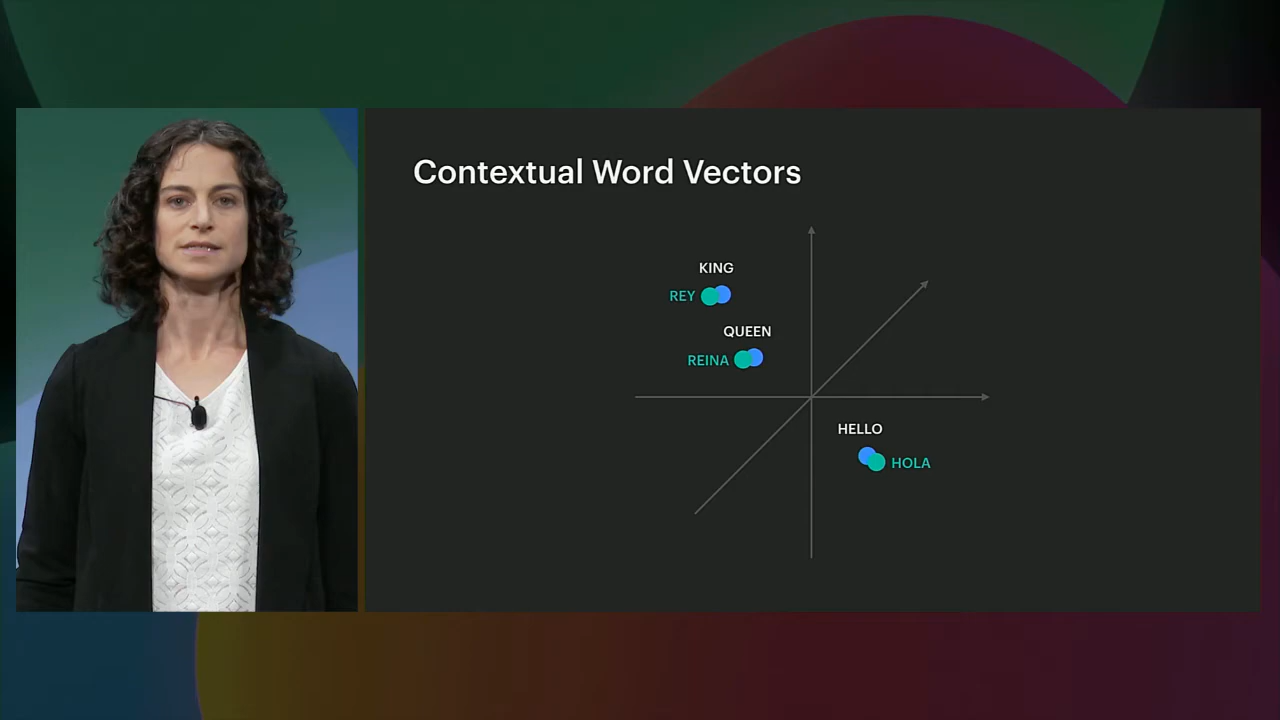 Contextual Word Vectors
KING
REY
QUEEN
REINA
HELLO
HOLA